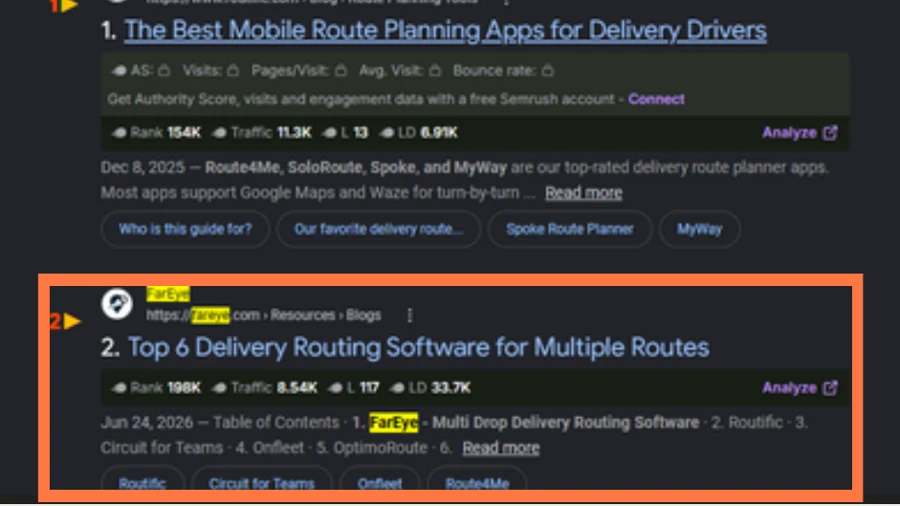 1
1. The Best Mobile Route Planning Apps for Delivery Drivers
AS: Visits: Pages/Visit: Avg. Visit: Bounce rate:
Get Authority Score, visits and engagement data with a free Semrush account - Connect
Rank 154K Traffic 11.3K L 13 LD 6.91K Analyze
Dec 8, 2025 — Route4Me, SoloRoute, Spoke, and MyWay are our top-rated delivery route planner apps.
Most apps support Google Maps and Waze for turn-by-turn ... Read more
Who is this guide for? Our favorite delivery route... Spoke Route Planner MyWay
FarEye
2 https://fareye.com › Resources › Blogs
2. Top 6 Delivery Routing Software for Multiple Routes
Rank 198K Traffic 8.54K L 117 LD 33.7K Analyze
Jun 24, 2026 — Table of Contents · 1. FarEye - Multi Drop Delivery Routing Software · 2. Routific · 3.
Circuit for Teams · 4. Onfleet · 5. OptimoRoute · 6. Read more
Routific Circuit for Teams Onfleet Route4Me